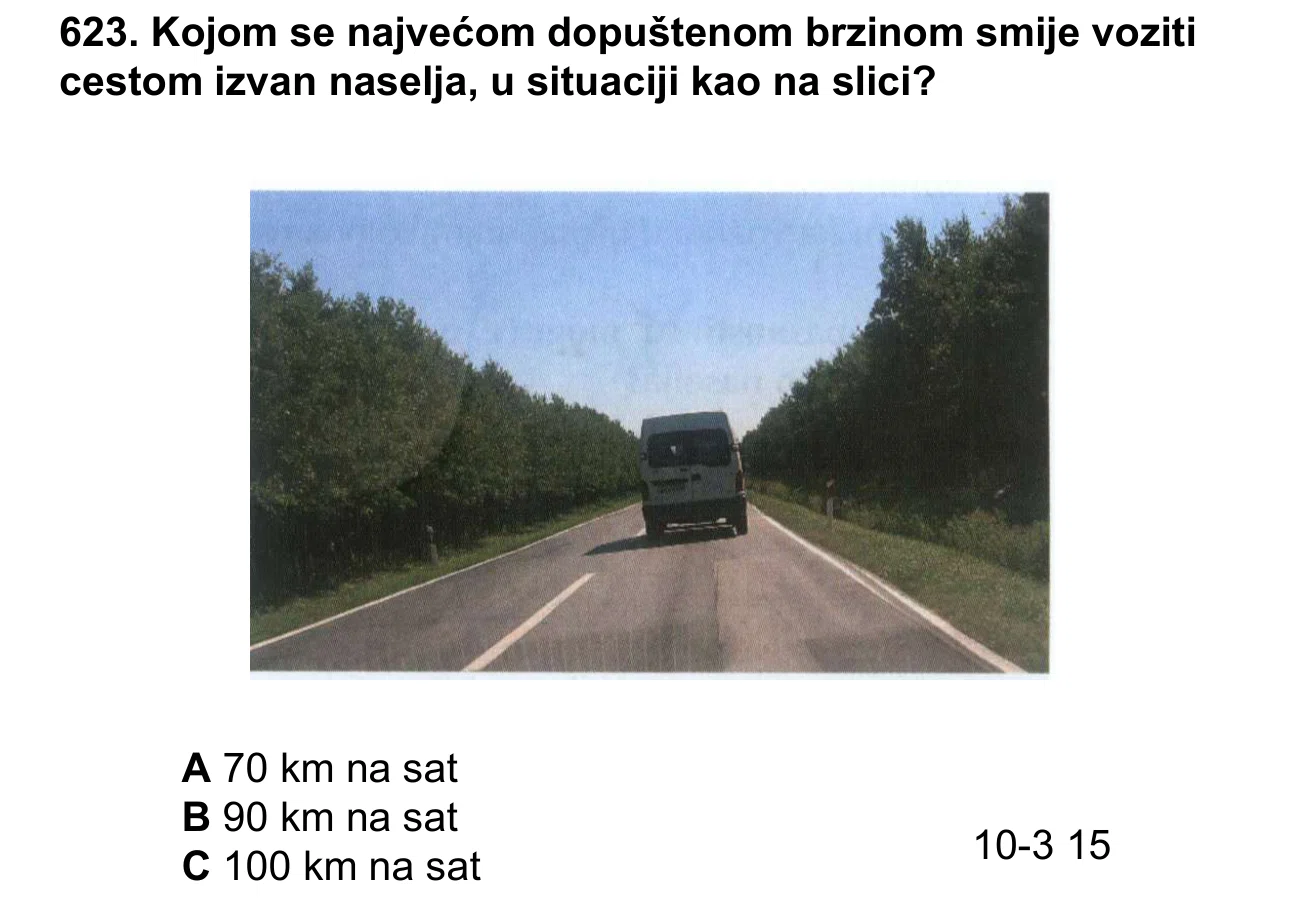 623. Kojom se najvećom dopuštenom brzinom smije voziti
cestom izvan naselja, u situaciji kao na slici?
A 70 km na sat
B 90 km na sat
C 100 km na sat
10-3 15